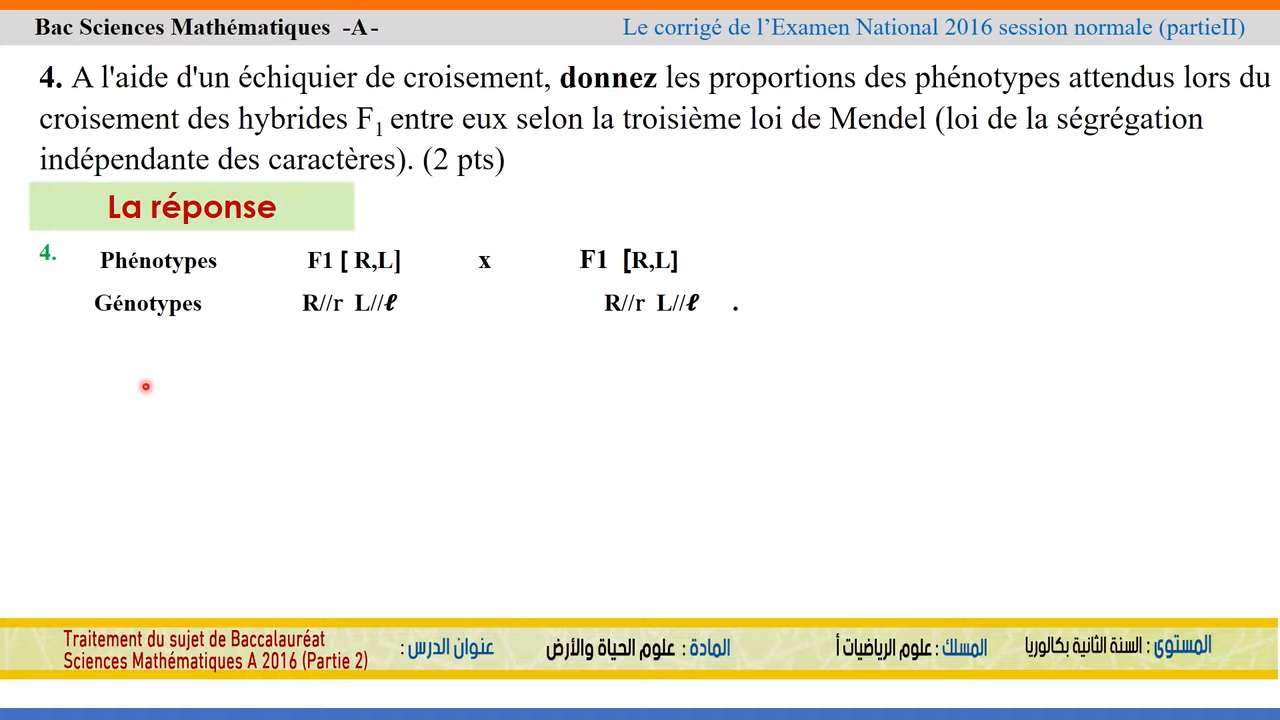 Bac Sciences Mathématiques -A-
Le corrigé de l’Examen National 2016 session normale (partieII)
4. A l'aide d'un échiquier de croisement, donnez les proportions des phénotypes attendus lors du
croisement des hybrides F1 entre eux selon la troisième loi de Mendel (loi de la ségrégation
indépendante des caractères). (2 pts)
La réponse
4. Phénotypes F1 [ R,L] x F1 [R,L]
Génotypes R//r L//ℓ R//r L//ℓ .
المستوى : السنة الثانية بكالوريا
المسلك : علوم الرياضيات أ
المادة : علوم الحياة والأرض
عنوان الدرس :
Traitement du sujet de Baccalauréat
Sciences Mathématiques A 2016 (Partie 2)